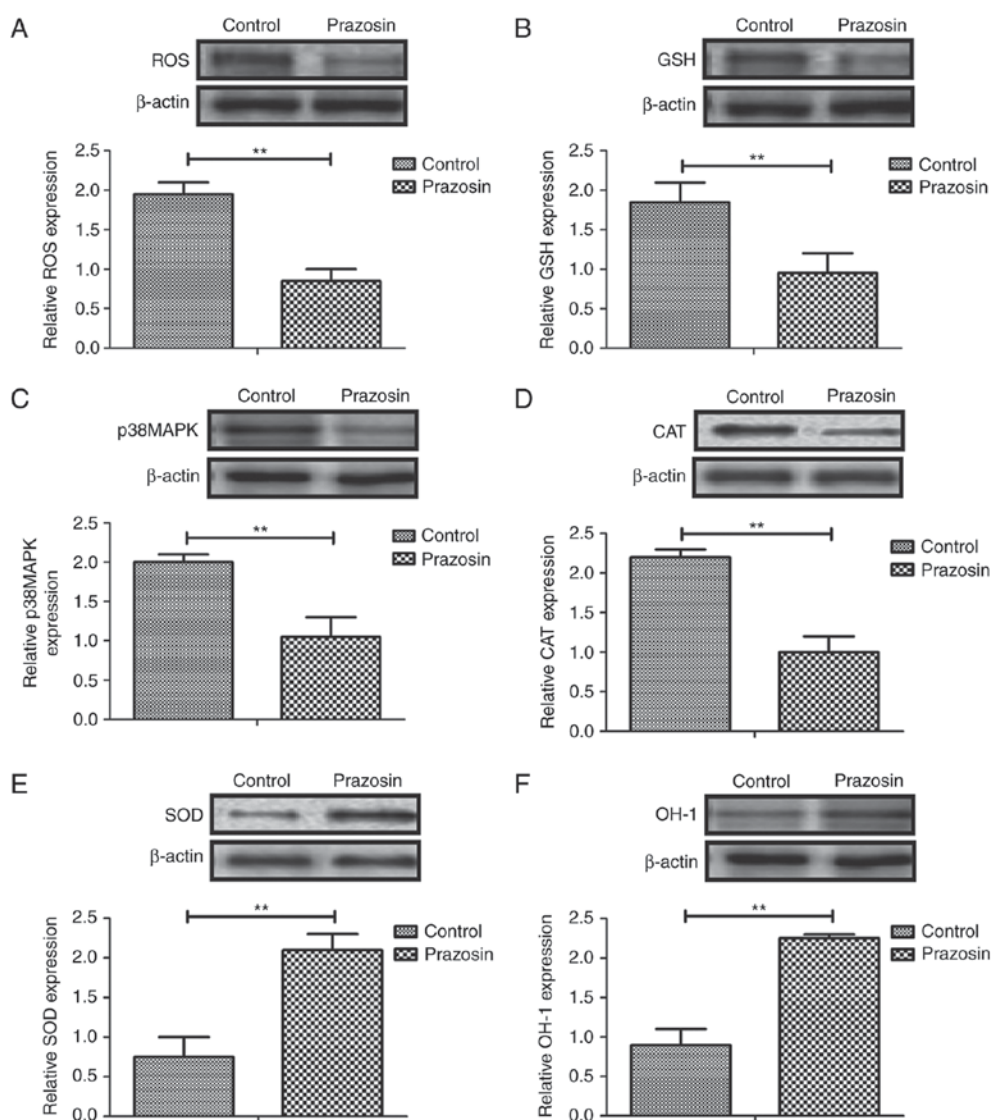 A
Control Prazosin
ROS
β-actin
**
2.5
2.0
1.5
1.0
0.5
0.0
Relative ROS expression
Control
Prazosin
B
Control Prazosin
GSH
β-actin
**
2.5
2.0
1.5
1.0
0.5
0.0
Relative GSH expression
Control
Prazosin
C
Control Prazosin
p38MAPK
β-actin
**
2.5
2.0
1.5
1.0
0.5
0.0
Relative p38MAPK
expression
Control
Prazosin
D
Control Prazosin
CAT
β-actin
**
2.5
2.0
1.5
1.0
0.5
0.0
Relative CAT expression
Control
Prazosin
E
Control Prazosin
SOD
β-actin
**
2.5
2.0
1.5
1.0
0.5
0.0
Relative SOD expression
Control
Prazosin
F
Control Prazosin
OH-1
β-actin
**
2.5
2.0
1.5
1.0
0.5
0.0
Relative OH-1 expression
Control
Prazosin